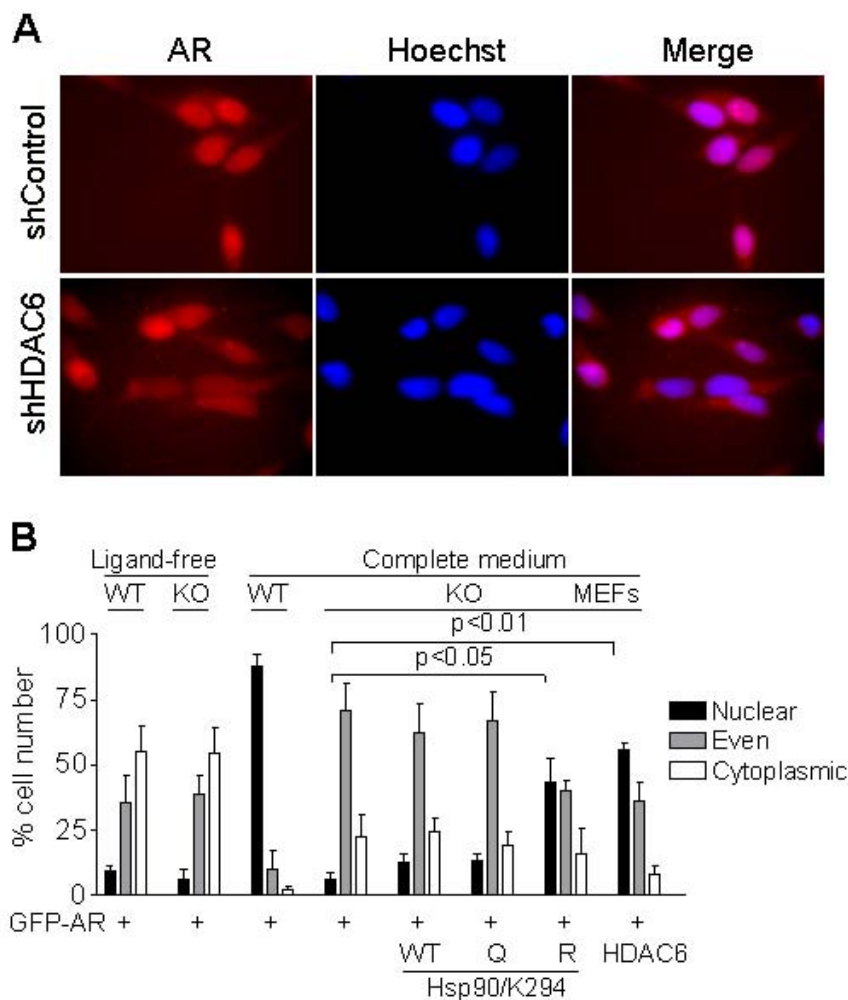 A
AR Hoechst Merge
shControl
shHDAC6
B
Ligand-free Complete medium
WT KO WT KO MEFs
p<0.01
p<0.05
% cell number
100
75
50
25
0
Nuclear
Even
Cytoplasmic
GFP-AR + + + + + + + +
WT Q R HDAC6
Hsp90/K294